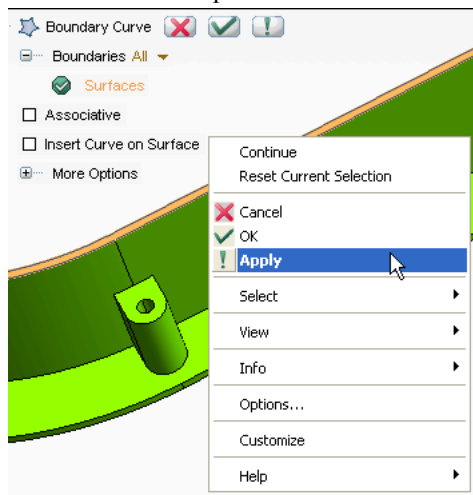 Boundary Curve
Boundaries All
Surfaces
Associative
Insert Curve on Surface
More Options
Continue
Reset Current Selection
Cancel
OK
Apply
Select
View
Info
Options...
Customize
Help